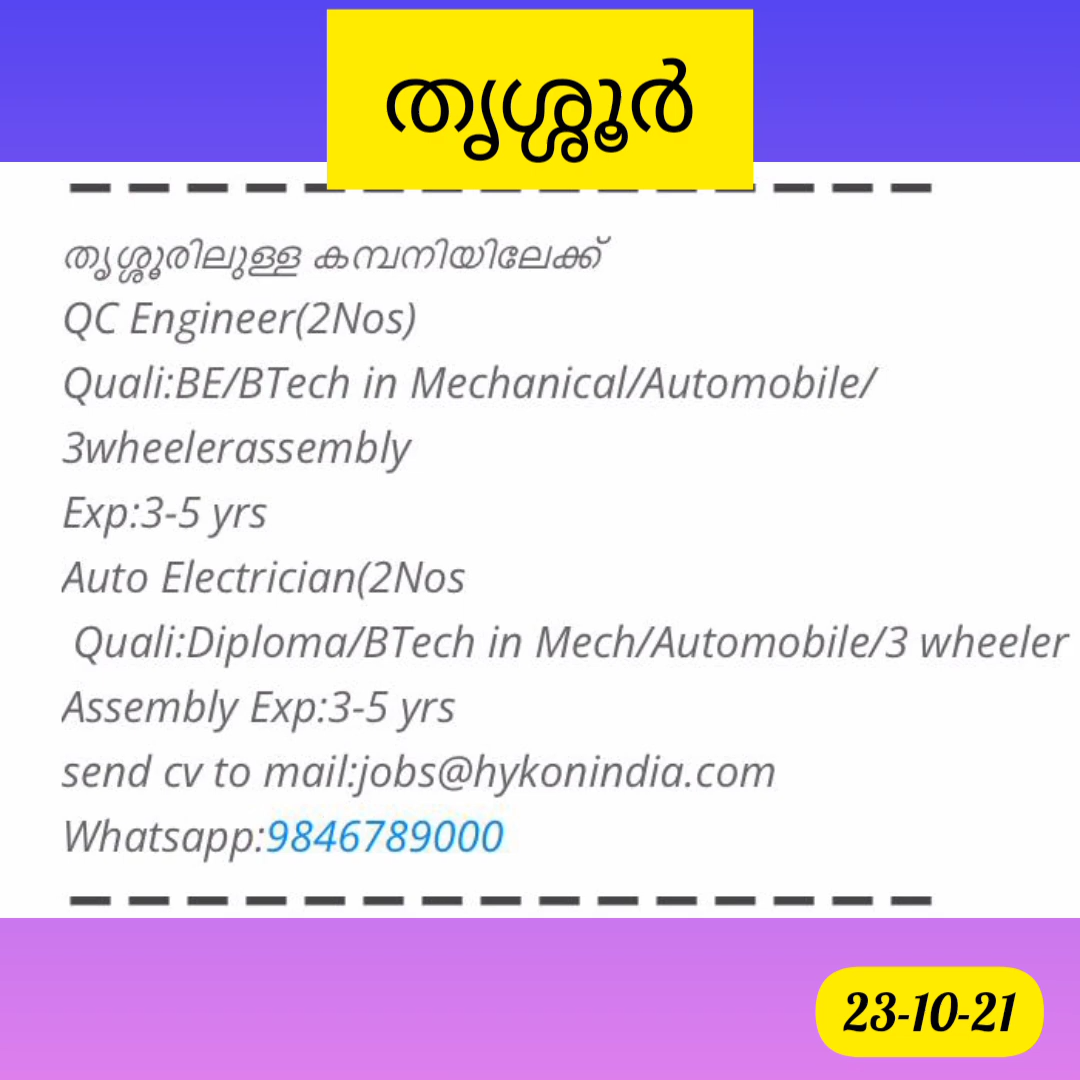 തൃശ്ശൂർ
തൃശ്ശൂരിലുള്ള കമ്പനിയിലേക്ക്
QC Engineer(2Nos)
Quali:BE/BTech in Mechanical/Automobile/
3wheelerassembly
Exp:3-5 yrs
Auto Electrician(2Nos
Quali:Diploma/BTech in Mech/Automobile/3 wheeler
Assembly Exp:3-5 yrs
send cv to mail:jobs@hykonindia.com
Whatsapp:9846789000
23-10-21